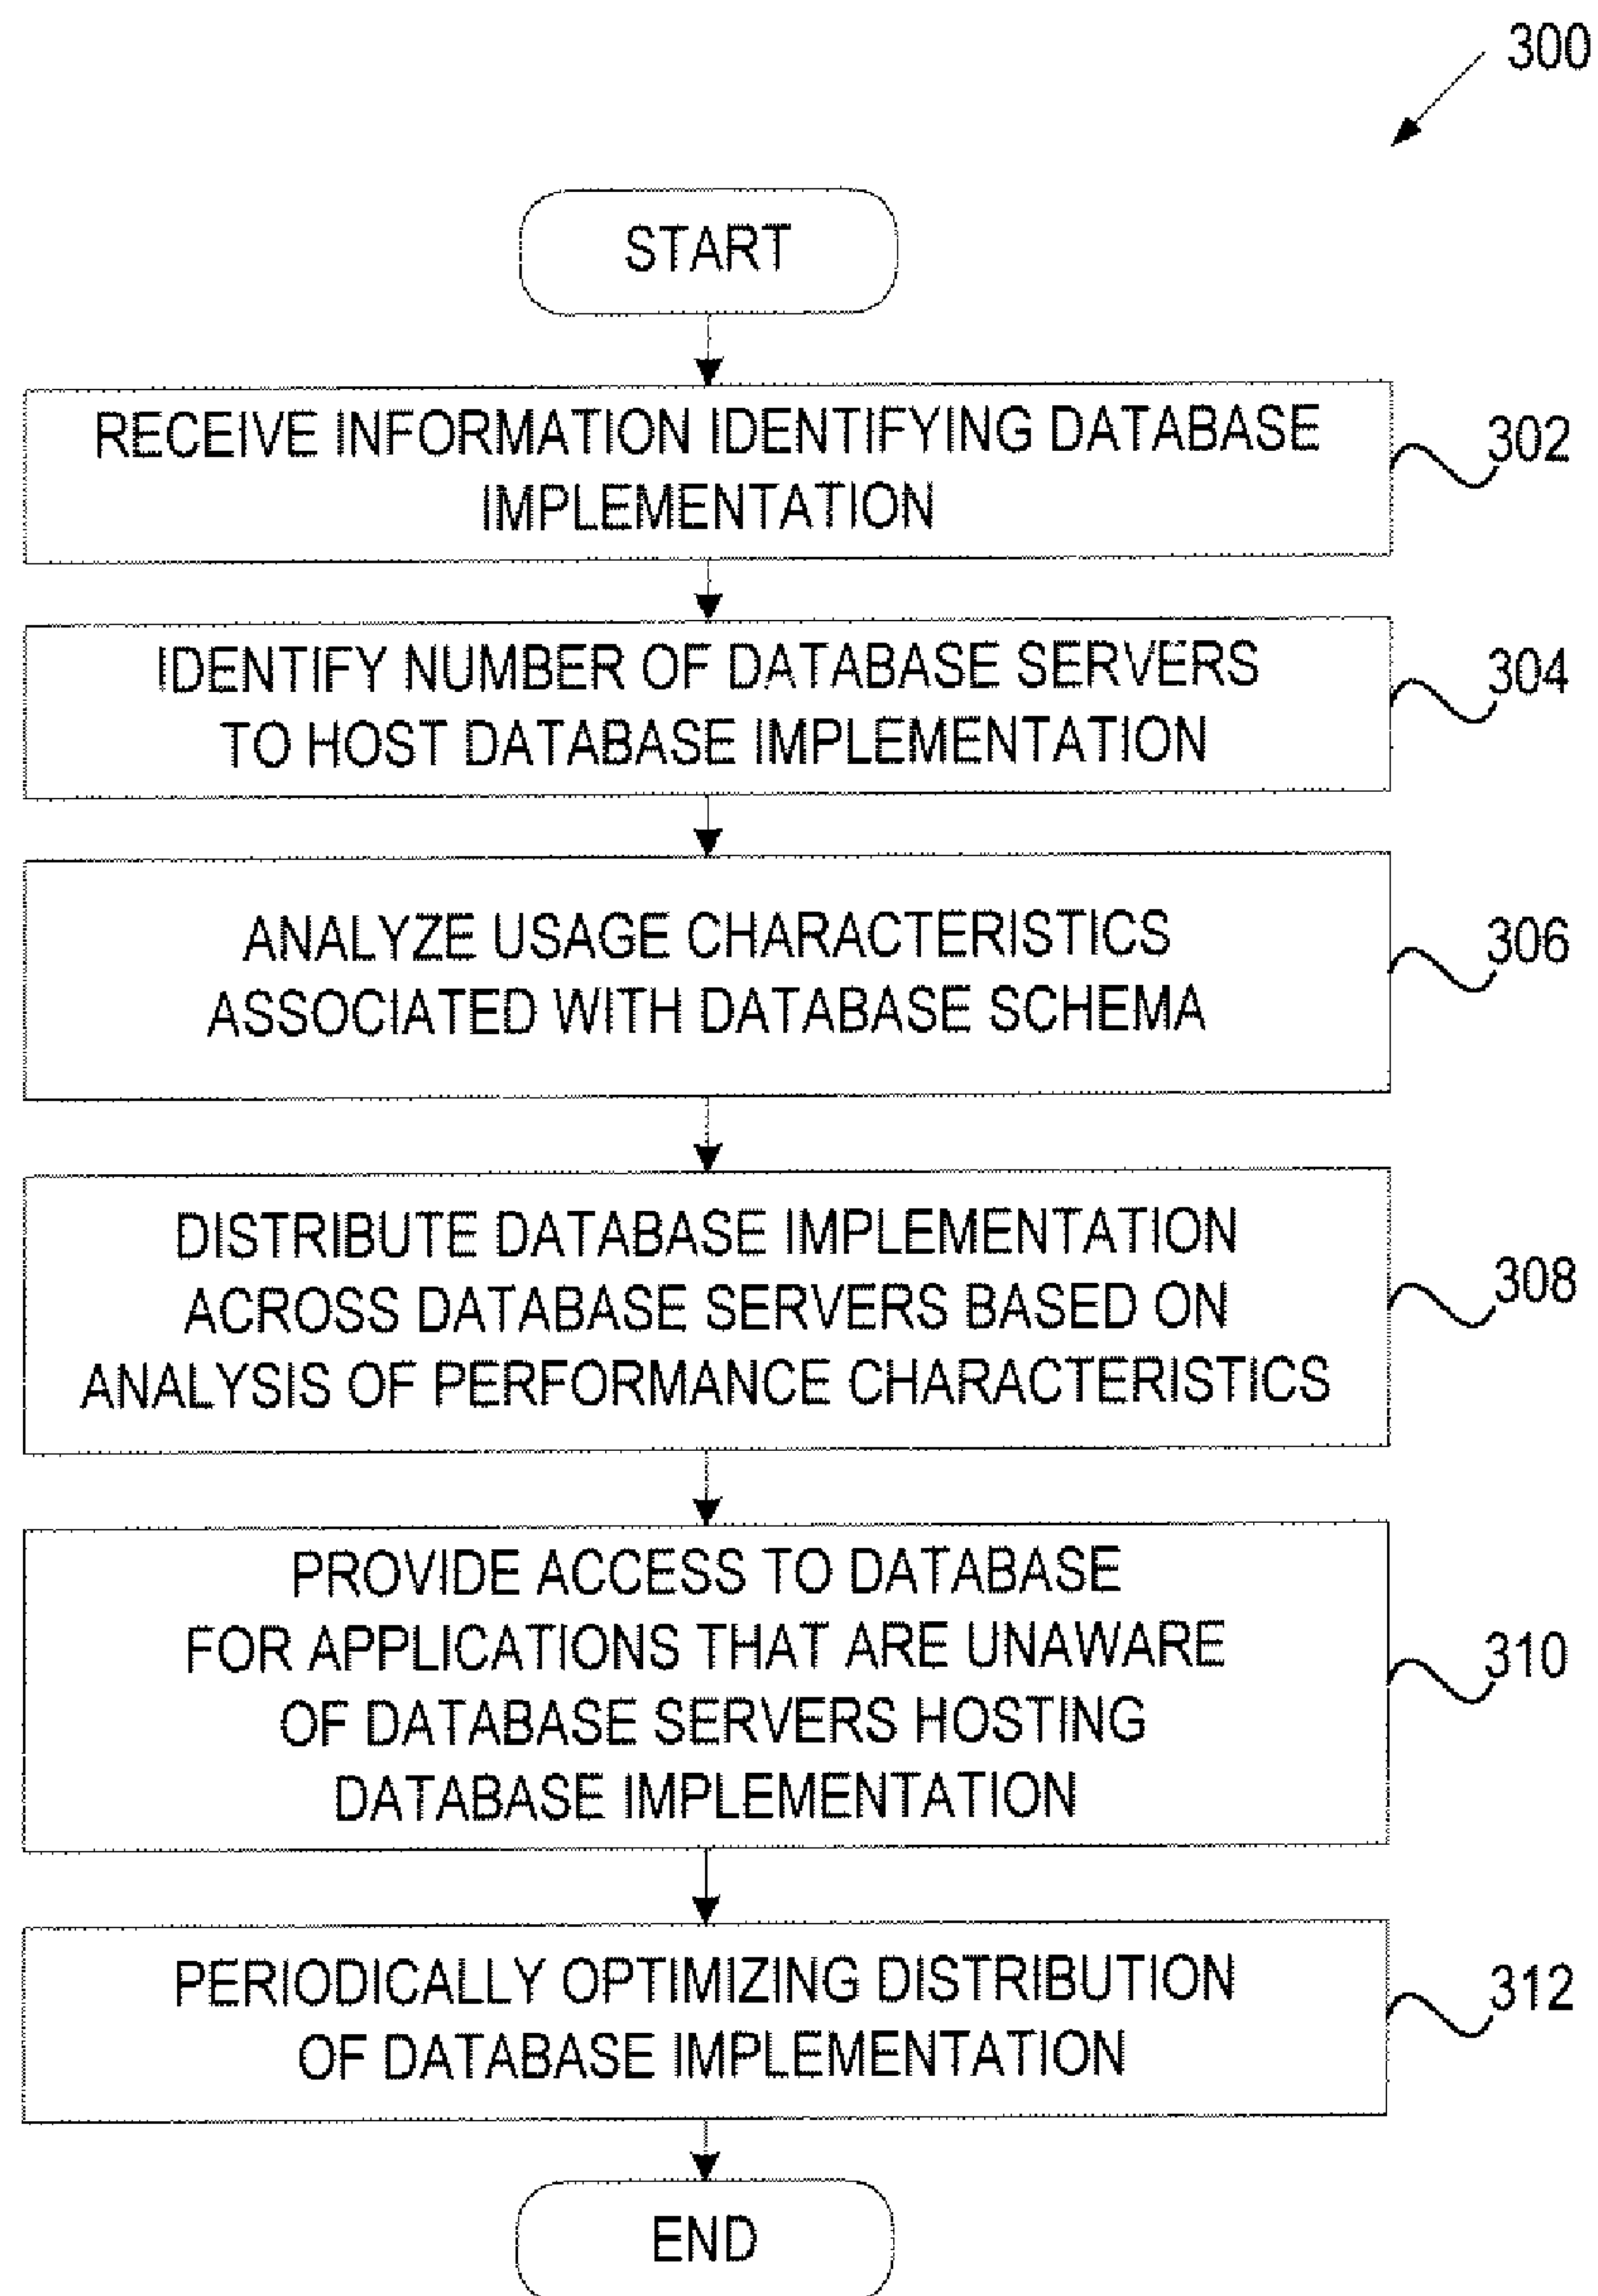 300
START
RECEIVE INFORMATION IDENTIFYING DATABASE
IMPLEMENTATION
302
IDENTIFY NUMBER OF DATABASE SERVERS
TO HOST DATABASE IMPLEMENTATION
304
ANALYZE USAGE CHARACTERISTICS
ASSOCIATED WITH DATABASE SCHEMA
306
DISTRIBUTE DATABASE IMPLEMENTATION
ACROSS DATABASE SERVERS BASED ON
ANALYSIS OF PERFORMANCE CHARACTERISTICS
308
PROVIDE ACCESS TO DATABASE
FOR APPLICATIONS THAT ARE UNAWARE
OF DATABASE SERVERS HOSTING
DATABASE IMPLEMENTATION
310
PERIODICALLY OPTIMIZING DISTRIBUTION
OF DATABASE IMPLEMENTATION
312
END